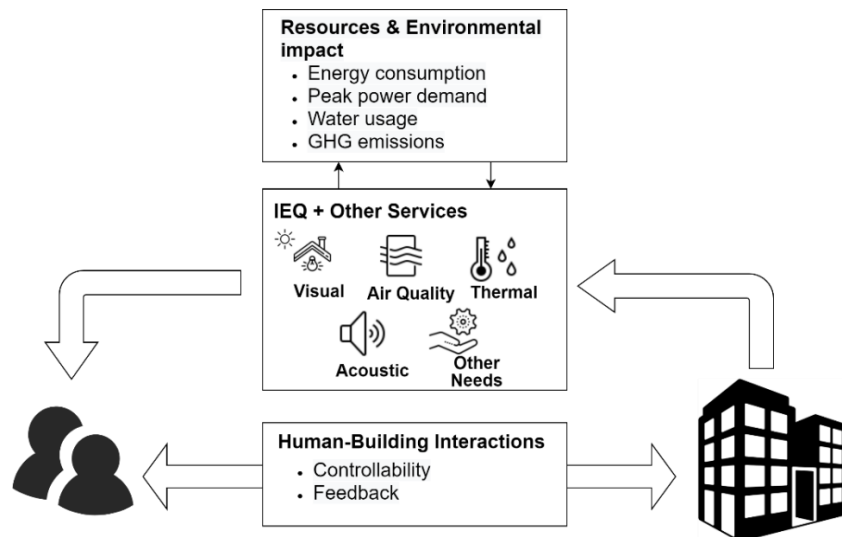 Resources & Environmental
impact
• Energy consumption
• Peak power demand
• Water usage
• GHG emissions
IEQ + Other Services
Visual
Air Quality
Thermal
Acoustic
Other
Needs
Human-Building Interactions
• Controllability
• Feedback